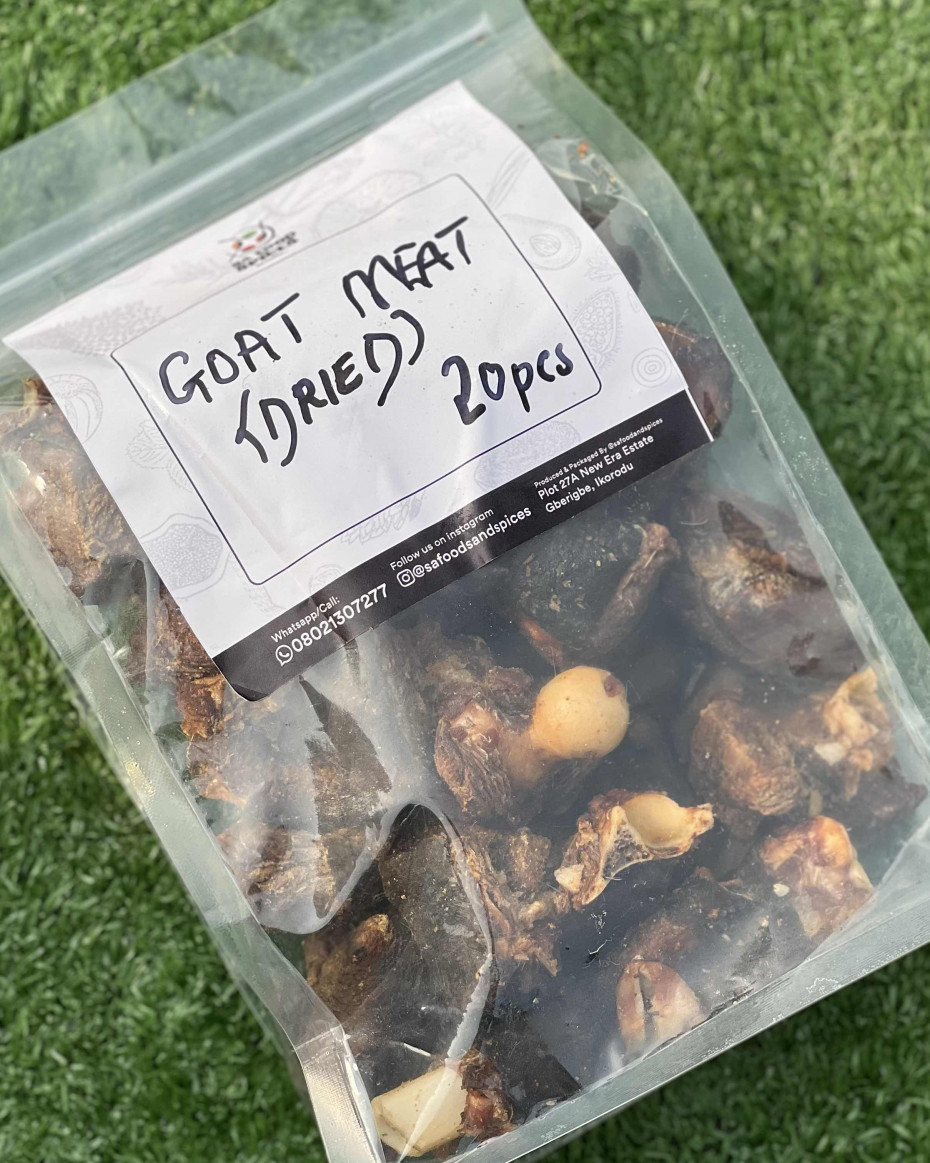 GOAT MEAT
(DRIED)
20pcs
Whatsapp/Call:
08021307277
Follow us on instagram
@safoodsandspices
Produced & Packaged By @safoodandspices
Plot 27A New Era Estate
Gberigbe, Ikorodu